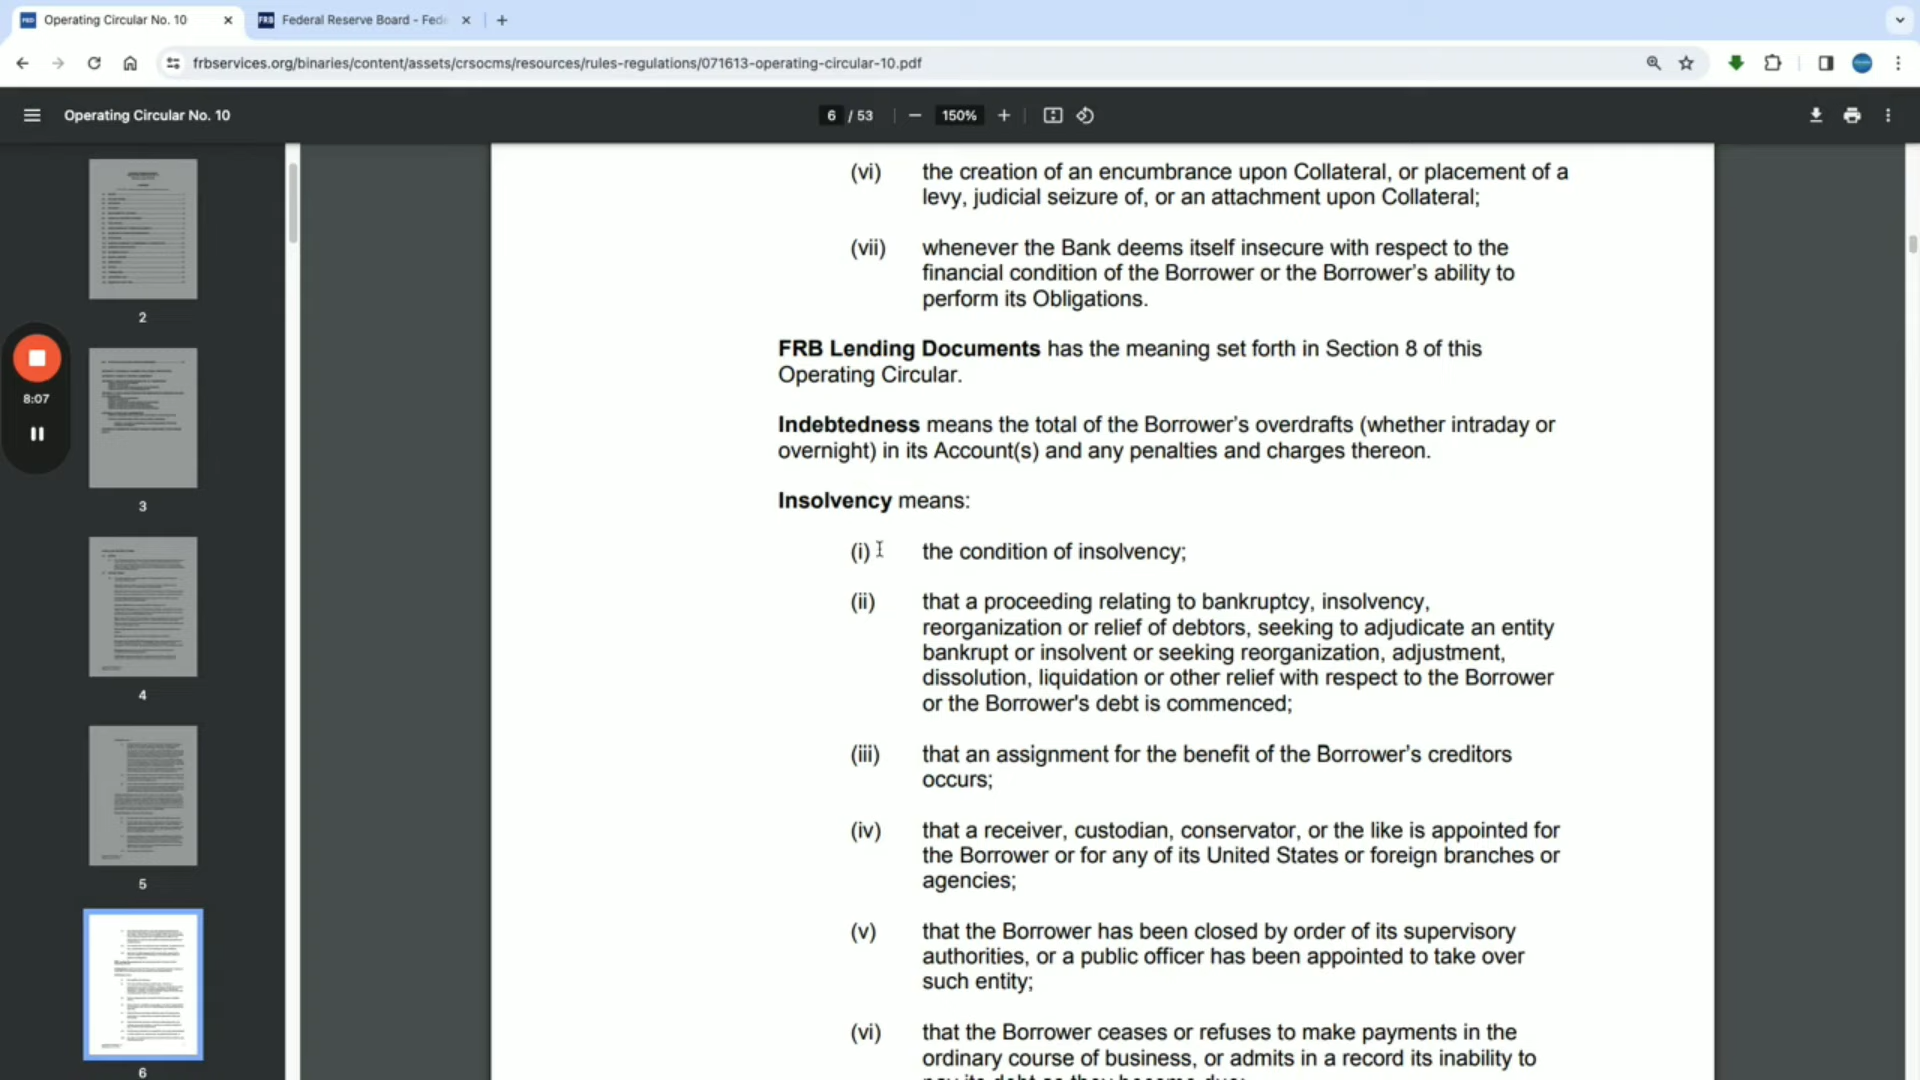 Operating Circular No. 10
FRB Federal Reserve Board - Fede
frbservices.org/binaries/content/assets/crsocms/resources/rules-regulations/071613-operating-circular-10.pdf
Operating Circular No. 10
6 / 53
150%
2
3
4
5
6
8:07
(vi) the creation of an encumbrance upon Collateral, or placement of a
levy, judicial seizure of, or an attachment upon Collateral;
(vii) whenever the Bank deems itself insecure with respect to the
financial condition of the Borrower or the Borrower’s ability to
perform its Obligations.
FRB Lending Documents has the meaning set forth in Section 8 of this
Operating Circular.
Indebtedness means the total of the Borrower’s overdrafts (whether intraday or
overnight) in its Account(s) and any penalties and charges thereon.
Insolvency means:
(i) the condition of insolvency;
(ii) that a proceeding relating to bankruptcy, insolvency,
reorganization or relief of debtors, seeking to adjudicate an entity
bankrupt or insolvent or seeking reorganization, adjustment,
dissolution, liquidation or other relief with respect to the Borrower
or the Borrower's debt is commenced;
(iii) that an assignment for the benefit of the Borrower’s creditors
occurs;
(iv) that a receiver, custodian, conservator, or the like is appointed for
the Borrower or for any of its United States or foreign branches or
agencies;
(v) that the Borrower has been closed by order of its supervisory
authorities, or a public officer has been appointed to take over
such entity;
(vi) that the Borrower ceases or refuses to make payments in the
ordinary course of business, or admits in a record its inability to
pay its debt as they become due;